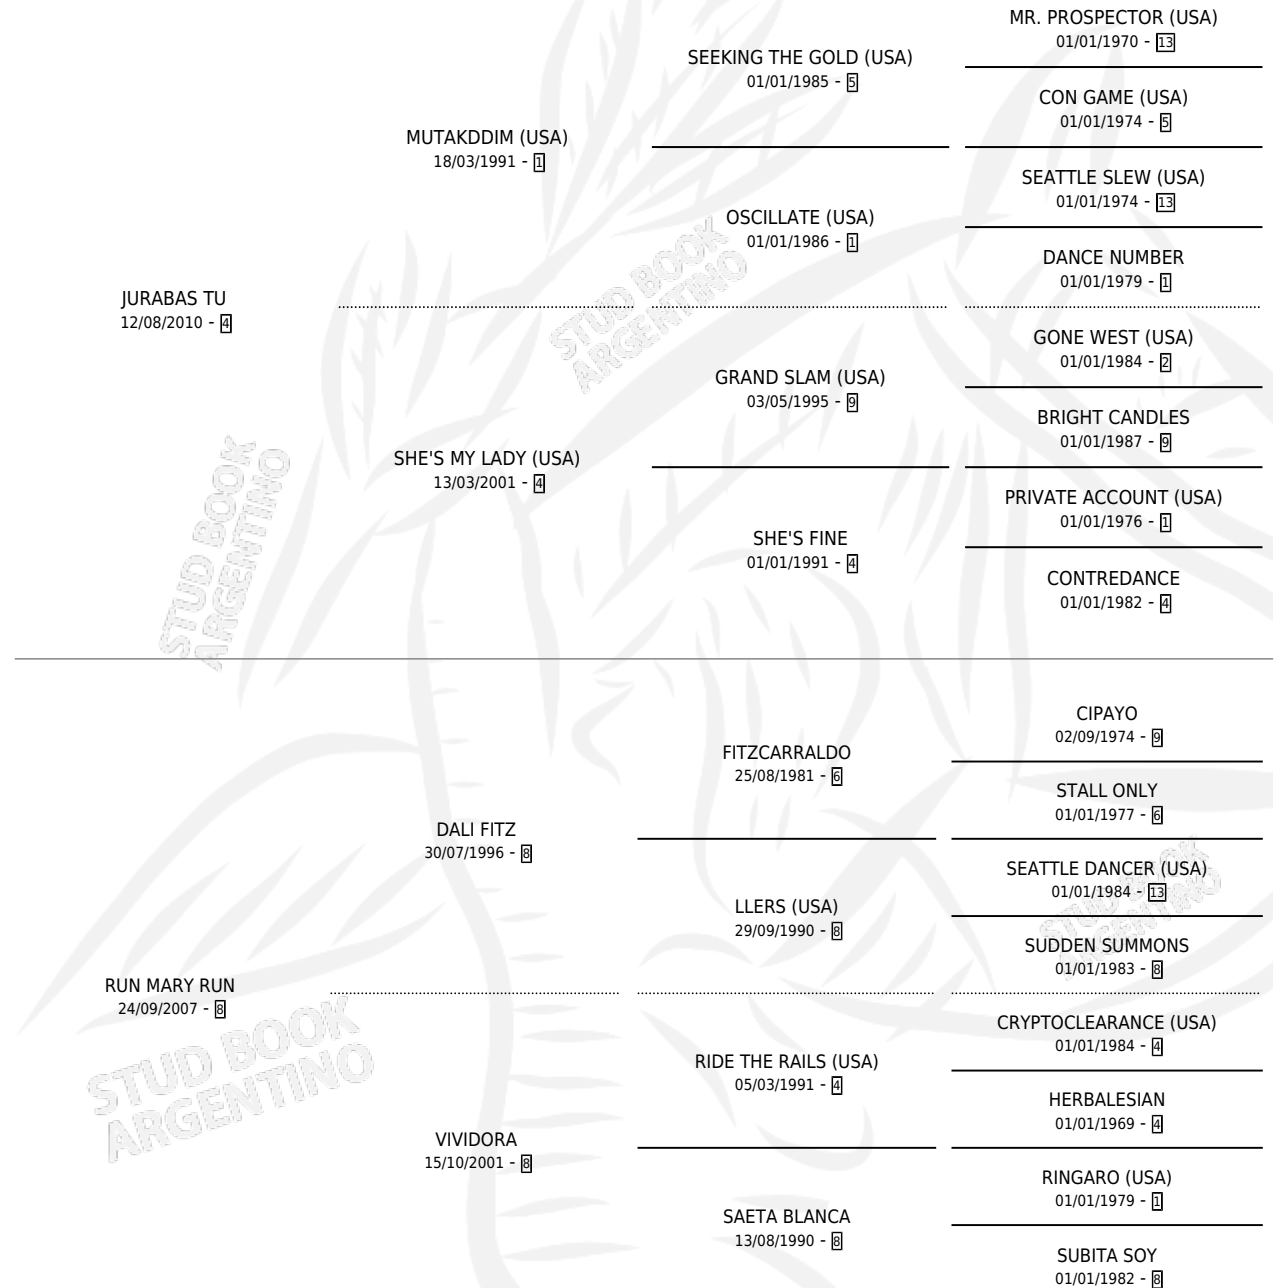 MR. PROSPECTOR (USA)
01/01/1970 - 13
SEEKING THE GOLD (USA)
01/01/1985 - 5
CON GAME (USA)
01/01/1974 - 5
MUTAKDDIM (USA)
18/03/1991 - 1
SEATTLE SLEW (USA)
01/01/1974 - 13
OSCILLATE (USA)
01/01/1986 - 1
DANCE NUMBER
01/01/1979 - 1
JURABAS TU
12/08/2010 - 4
GONE WEST (USA)
01/01/1984 - 2
GRAND SLAM (USA)
03/05/1995 - 9
BRIGHT CANDLES
01/01/1987 - 9
SHE'S MY LADY (USA)
13/03/2001 - 4
PRIVATE ACCOUNT (USA)
01/01/1976 - 1
SHE'S FINE
01/01/1991 - 4
CONTREDANCE
01/01/1982 - 4
CIPAYO
02/09/1974 - 9
FITZCARRALDO
25/08/1981 - 6
STALL ONLY
01/01/1977 - 6
DALI FITZ
30/07/1996 - 8
SEATTLE DANCER (USA)
01/01/1984 - 13
LLERS (USA)
29/09/1990 - 8
SUDDEN SUMMONS
01/01/1983 - 8
RUN MARY RUN
24/09/2007 - 8
CRYPTOCLEARANCE (USA)
01/01/1984 - 4
RIDE THE RAILS (USA)
05/03/1991 - 4
HERBALESIAN
01/01/1969 - 4
VIVIDORA
15/10/2001 - 8
RINGARO (USA)
01/01/1979 - 1
SAETA BLANCA
13/08/1990 - 8
SUBITA SOY
01/01/1982 - 8
STUD BOOK
ARGENTINO
STUD BOOK
ARGENTINO
STUD BOOK
ARGENTINO
STUD BOOK
ARGENTINO